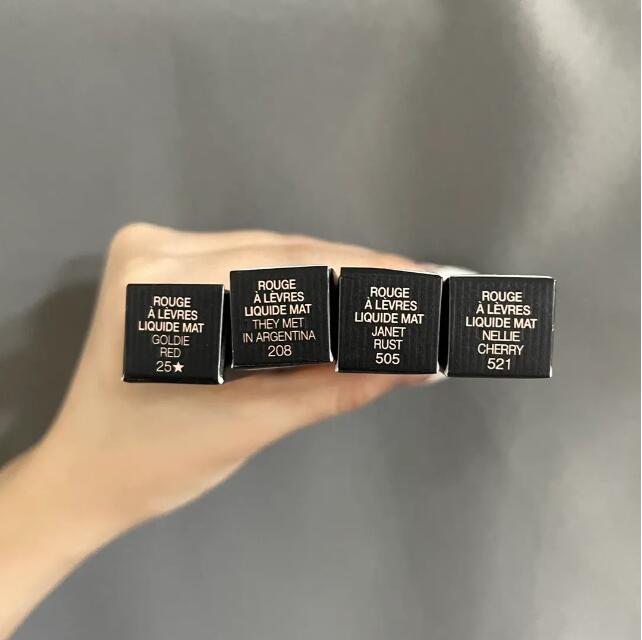 ROUGE
À LÈVRES
LIQUIDE MAT
GOLDIE
RED
25★
ROUGE
À LÈVRES
LIQUIDE MAT
THEY MET
IN ARGENTINA
208
ROUGE
À LÈVRES
LIQUIDE MAT
JANET
RUST
505
ROUGE
À LÈVRES
LIQUIDE MAT
NELLIE
CHERRY
521